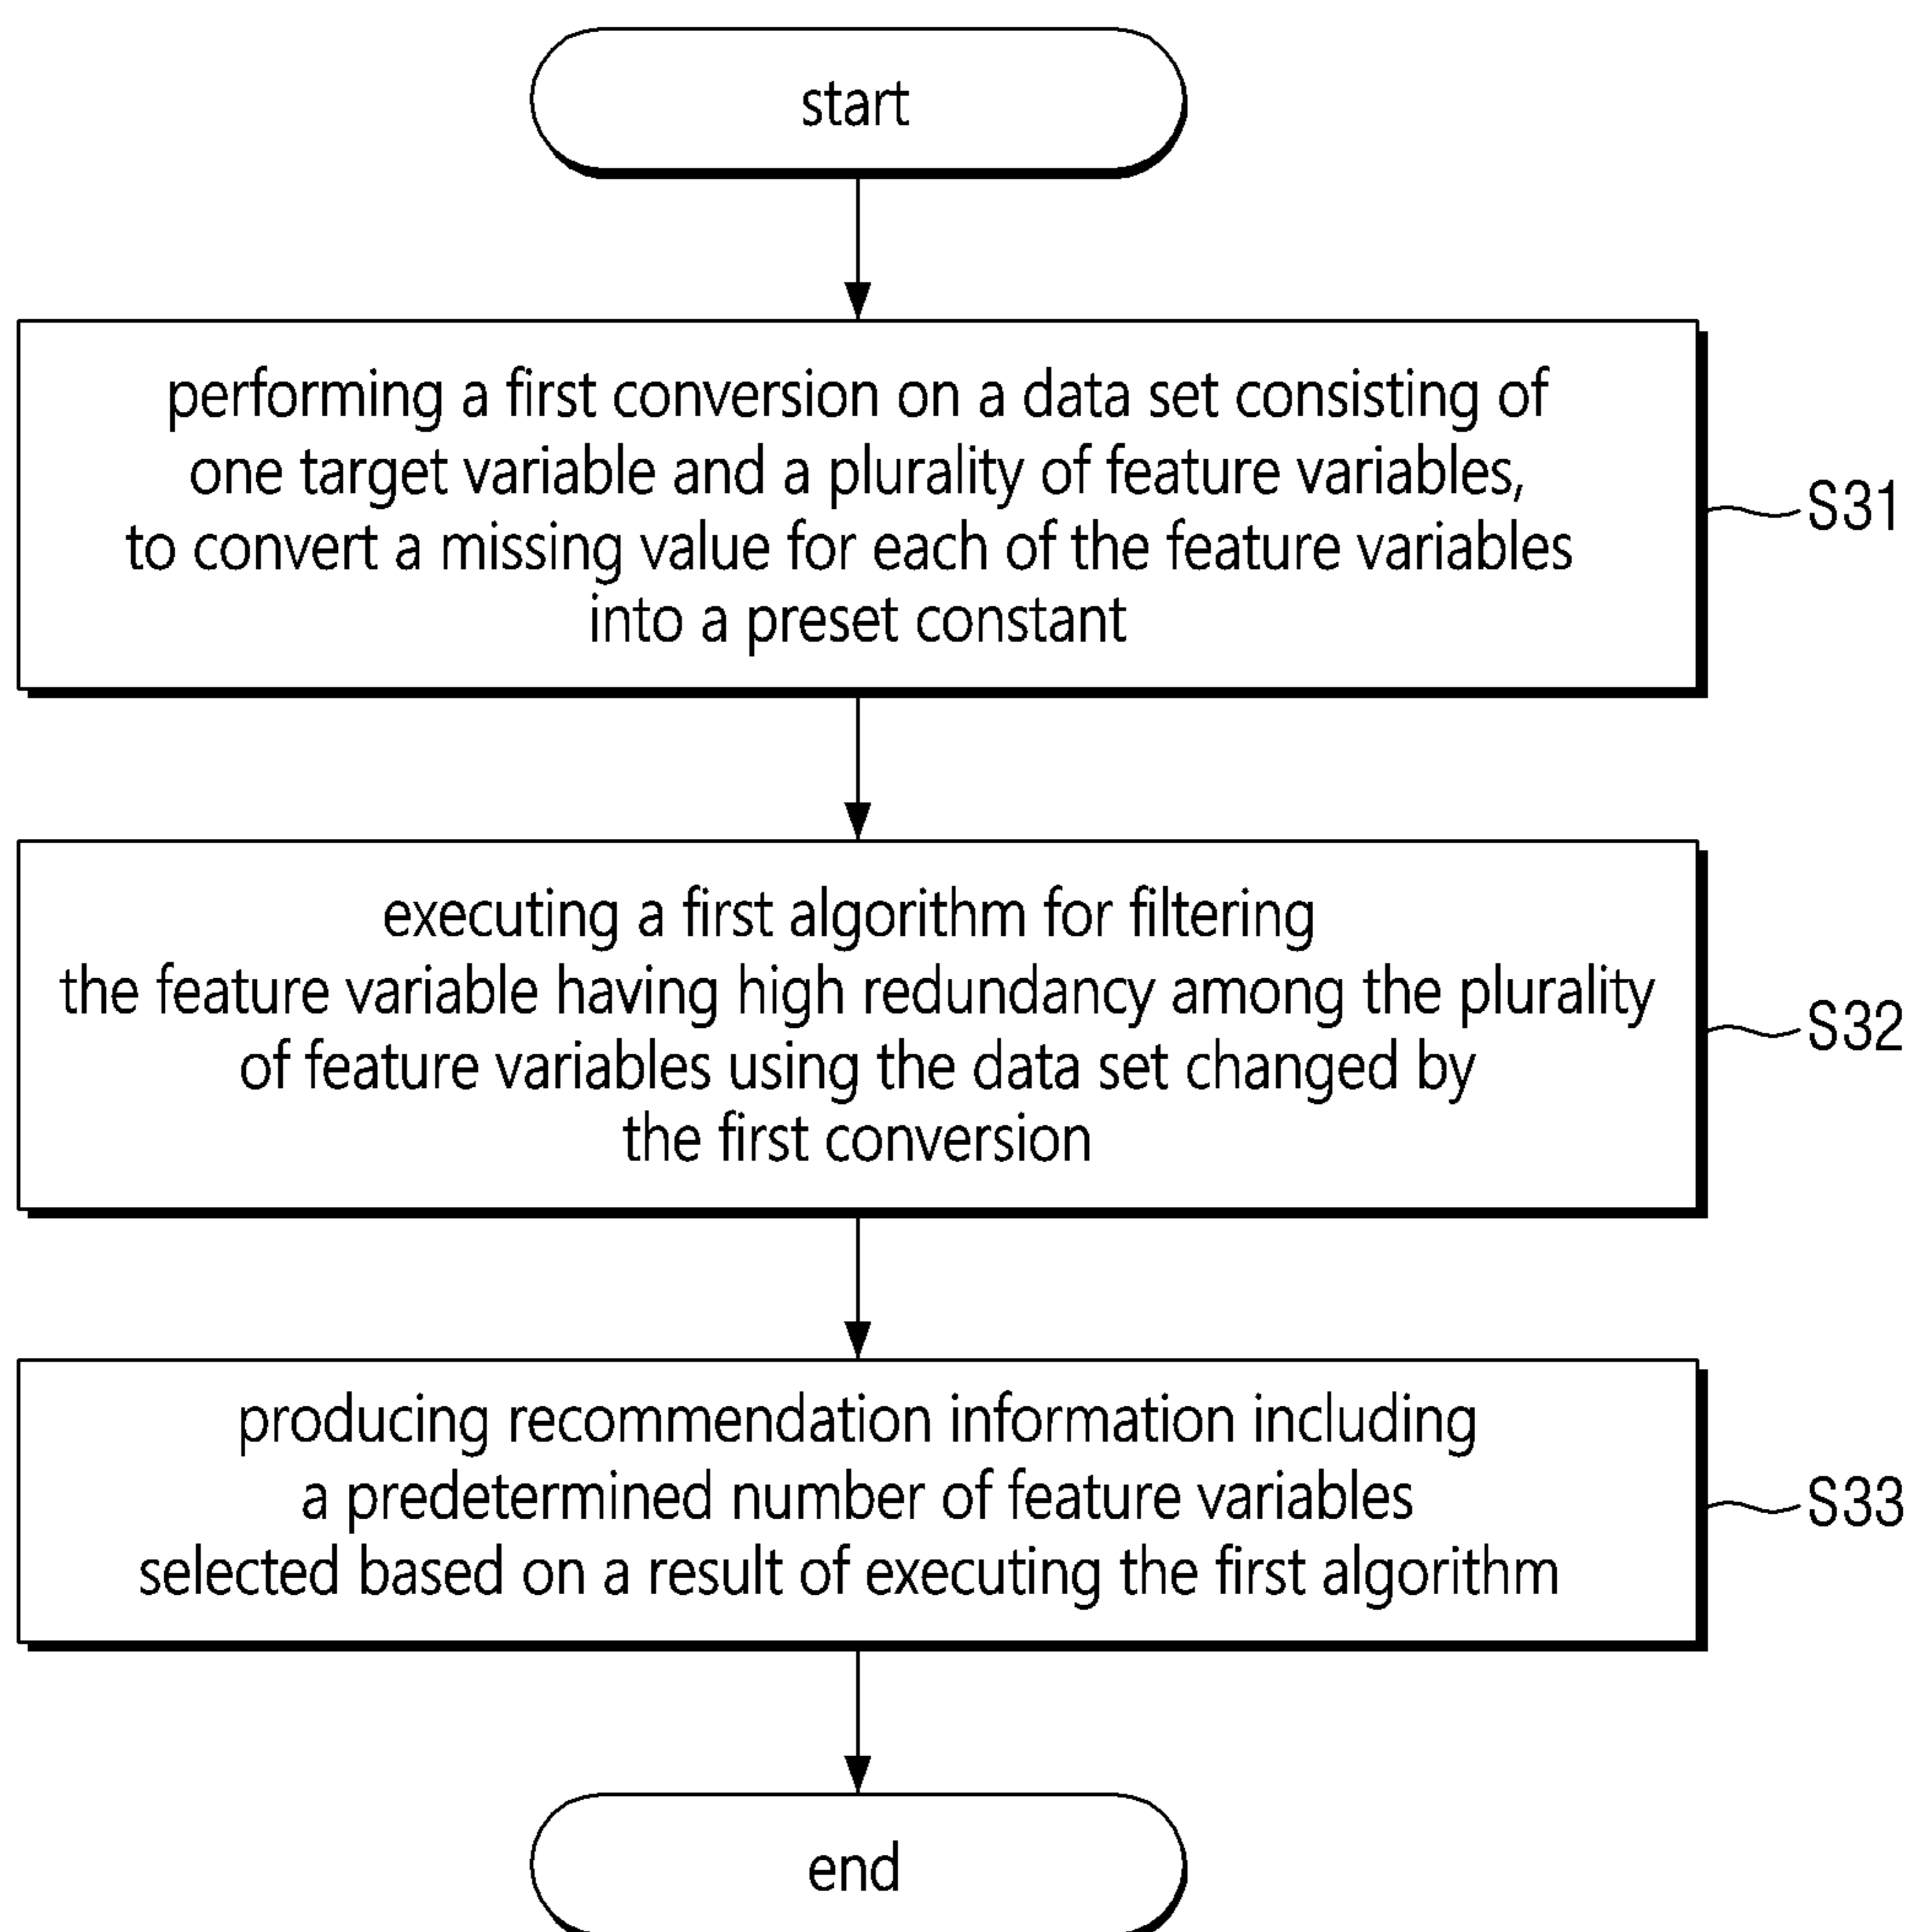 start
performing a first conversion on a data set consisting of
one target variable and a plurality of feature variables,
to convert a missing value for each of the feature variables
into a preset constant
S31
executing a first algorithm for filtering
the feature variable having high redundancy among the plurality
of feature variables using the data set changed by
the first conversion
S32
producing recommendation information including
a predetermined number of feature variables
selected based on a result of executing the first algorithm
S33
end